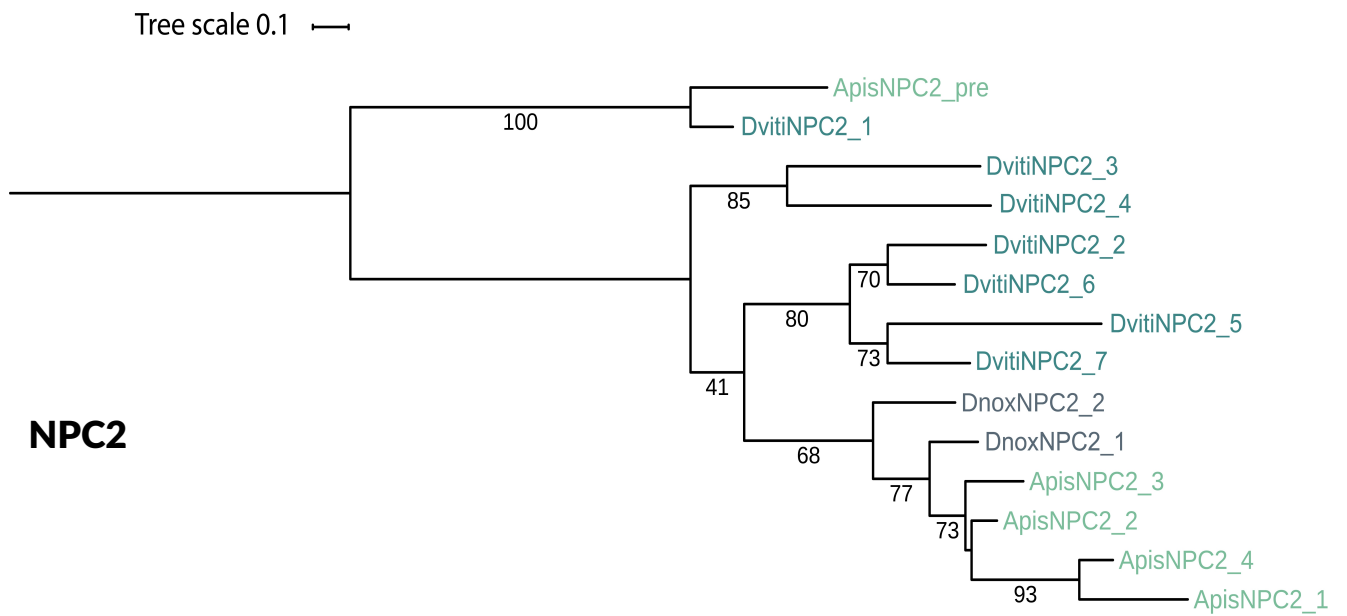 Tree scale 0.1
ApisNPC2_pre
100
DvitiNPC2_1
DvitiNPC2_3
85
DvitiNPC2_4
DvitiNPC2_2
70
DvitiNPC2_6
80
DvitiNPC2_5
73
DvitiNPC2_7
41
DnoxNPC2_2
NPC2
DnoxNPC2_1
68
ApisNPC2_3
77
ApisNPC2_2
73
ApisNPC2_4
93
ApisNPC2_1